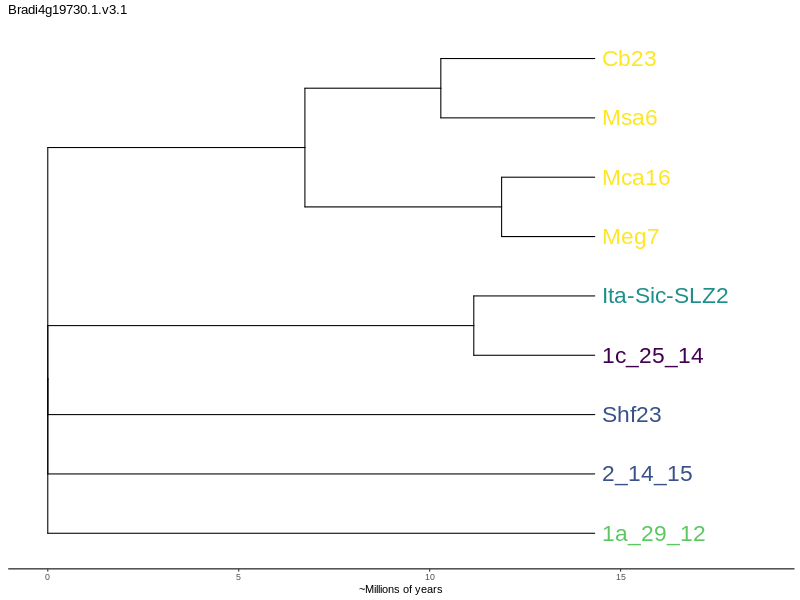 Bradi4g19730.1.v3.1
Cb23
Msa6
Mca16
Meg7
Ita-Sic-SLZ2
1c_25_14
Shf23
2_14_15
1a_29_12
0 5 10 15
~Millions of years